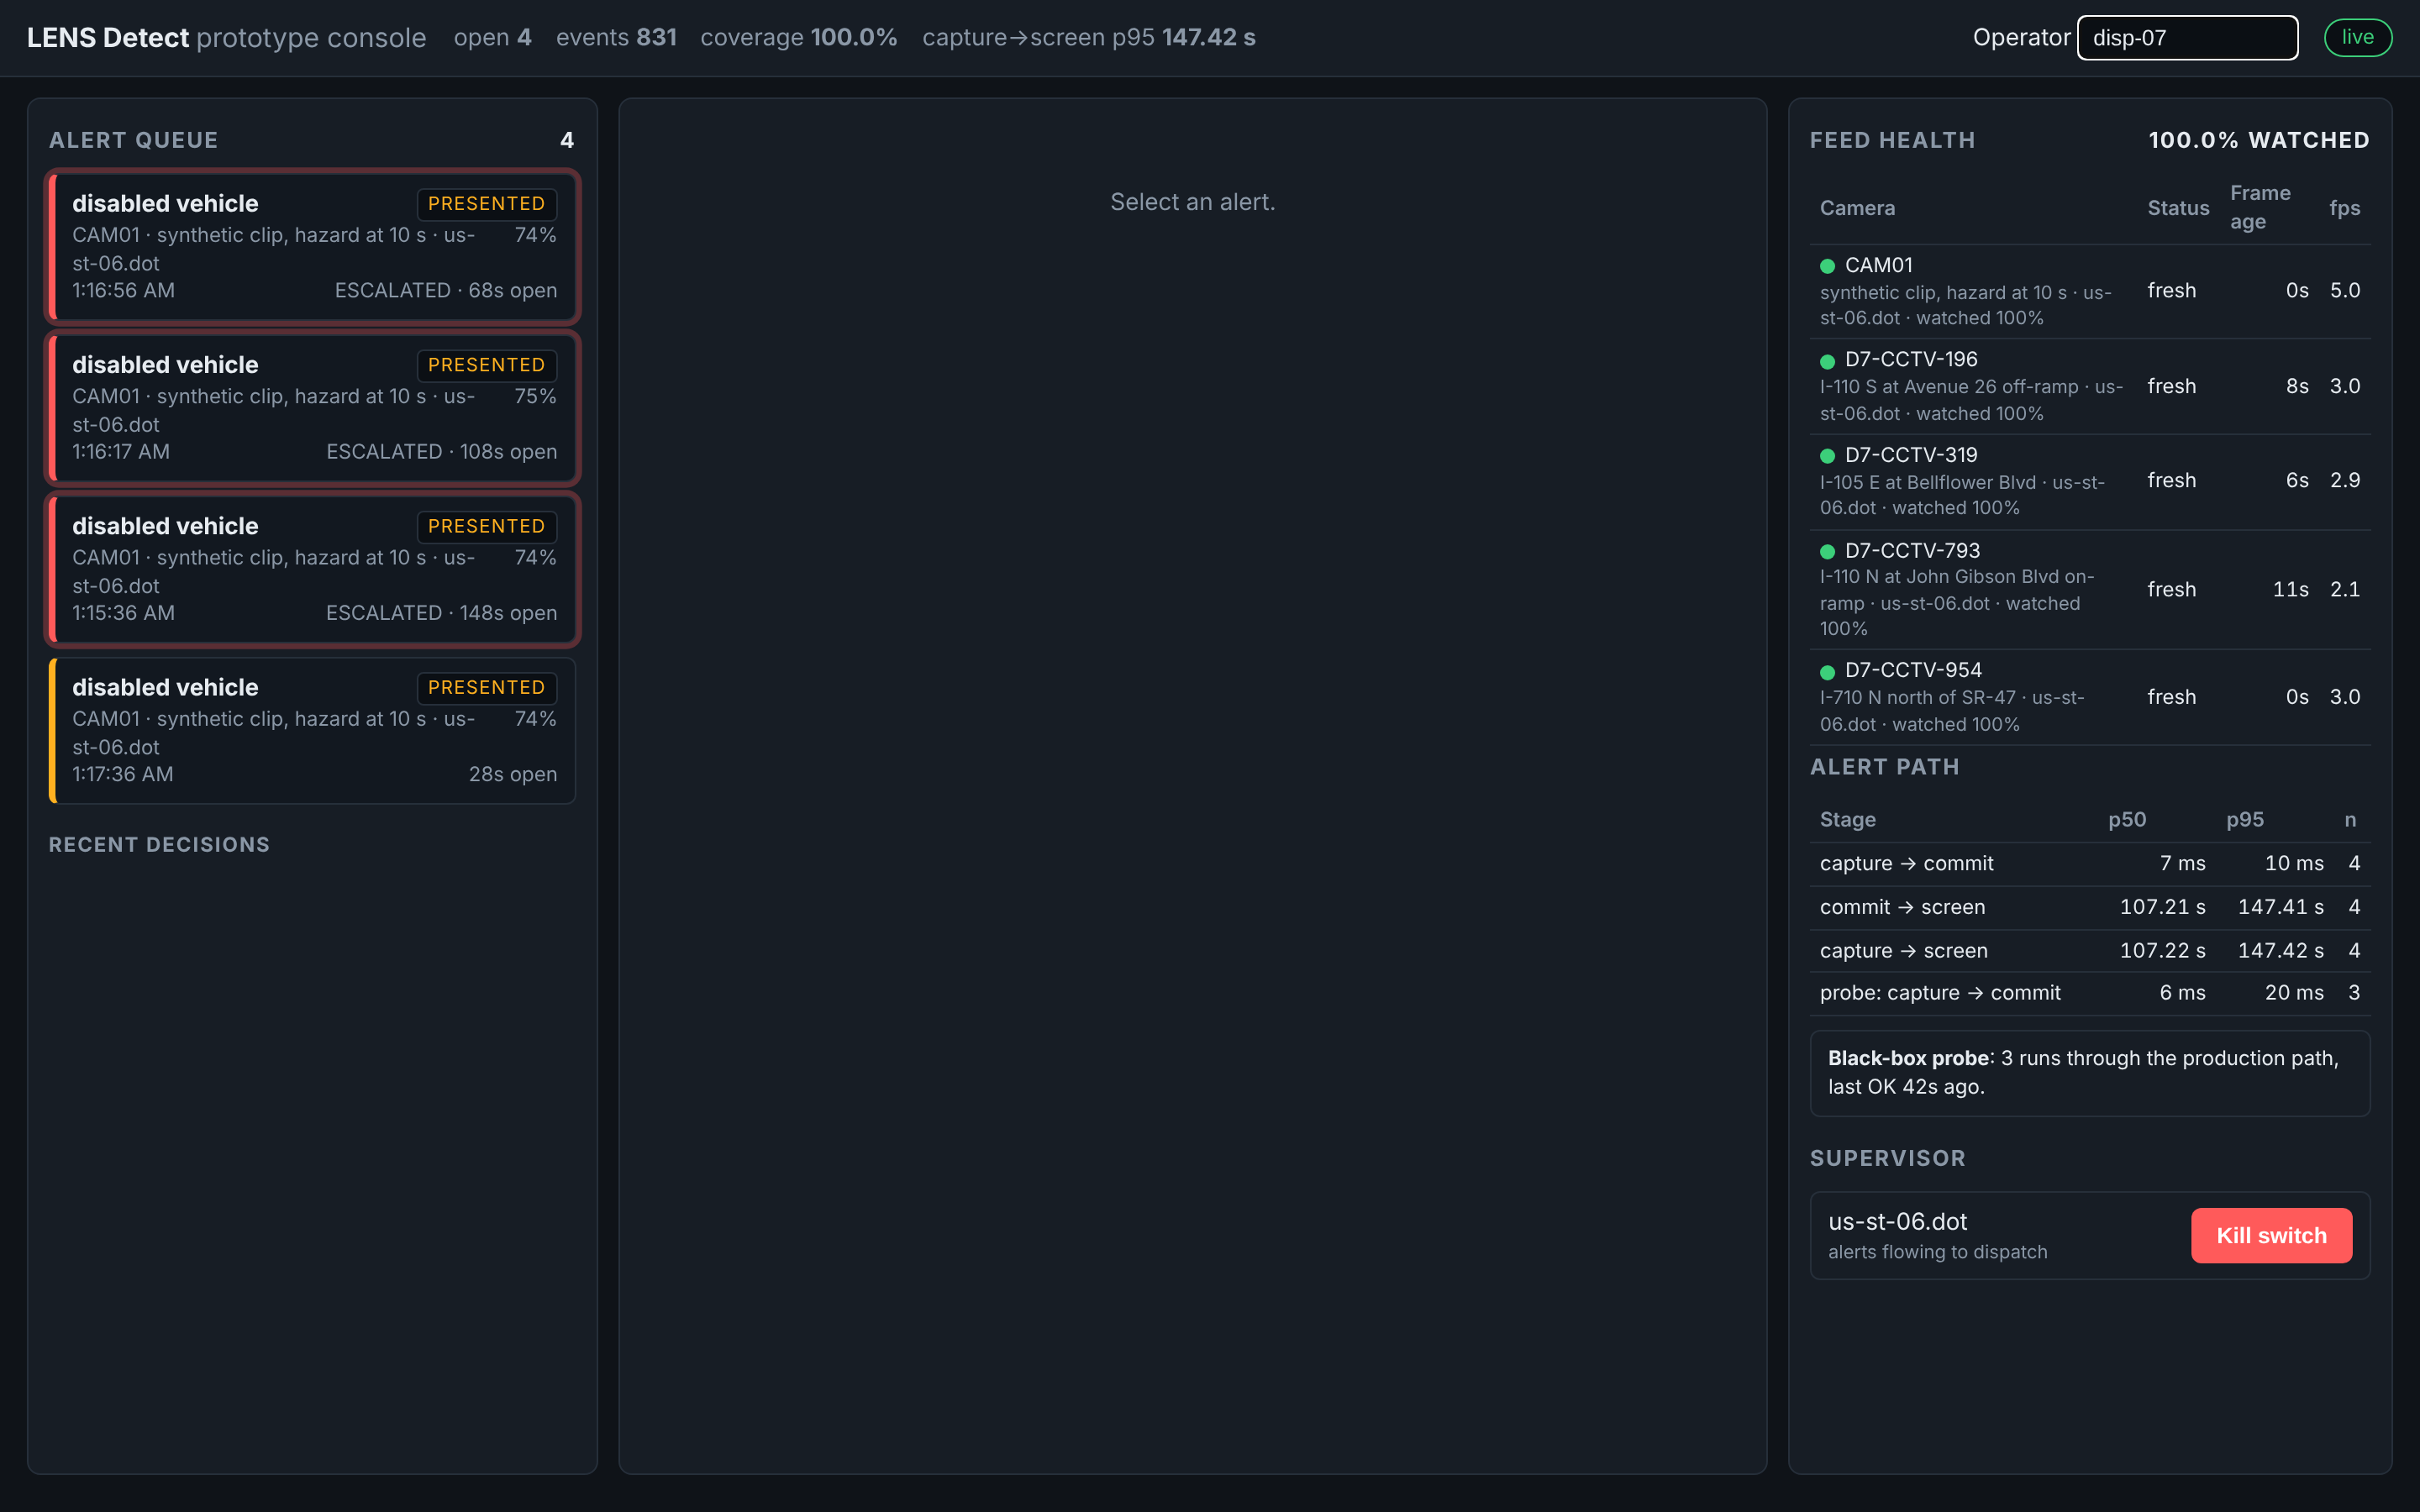 LENS Detect prototype console open 4 events 831 coverage 100.0% capture→screen p95 147.42 s Operator disp-07 live
ALERT QUEUE 4
disabled vehicle PRESENTED
CAM01 · synthetic clip, hazard at 10 s · us- 74%
st-06.dot
1:16:56 AM ESCALATED · 68s open
disabled vehicle PRESENTED
CAM01 · synthetic clip, hazard at 10 s · us- 75%
st-06.dot
1:16:17 AM ESCALATED · 108s open
disabled vehicle PRESENTED
CAM01 · synthetic clip, hazard at 10 s · us- 74%
st-06.dot
1:15:36 AM ESCALATED · 148s open
disabled vehicle PRESENTED
CAM01 · synthetic clip, hazard at 10 s · us- 74%
st-06.dot
1:17:36 AM 28s open
RECENT DECISIONS
Select an alert.
FEED HEALTH 100.0% WATCHED
Camera Status Frame age fps
CAM01
synthetic clip, hazard at 10 s · us- fresh 0s 5.0
st-06.dot · watched 100%
D7-CCTV-196
I-110 S at Avenue 26 off-ramp · us- fresh 8s 3.0
st-06.dot · watched 100%
D7-CCTV-319
I-105 E at Bellflower Blvd · us-st- fresh 6s 2.9
06.dot · watched 100%
D7-CCTV-793
I-110 N at John Gibson Blvd on- fresh 11s 2.1
ramp · us-st-06.dot · watched
100%
D7-CCTV-954
I-710 N north of SR-47 · us-st- fresh 0s 3.0
06.dot · watched 100%
ALERT PATH
Stage p50 p95 n
capture → commit 7 ms 10 ms 4
commit → screen 107.21 s 147.41 s 4
capture → screen 107.22 s 147.42 s 4
probe: capture → commit 6 ms 20 ms 3
Black-box probe: 3 runs through the production path,
last OK 42s ago.
SUPERVISOR
us-st-06.dot
alerts flowing to dispatch
Kill switch